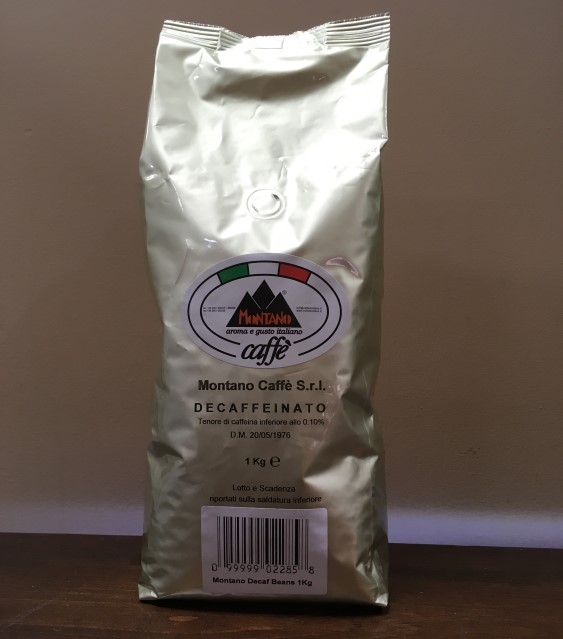 ®
MONTANO
aroma e gusto italiano
caffè
Montano Caffè S.r.l.
DECAFFEINATO
Tenore di caffeina inferiore allo 0.10%
D.M. 20/05/1976
1 Kg ℮
Lotto e Scadenza
riportati sulla saldatura inferiore
0 99999 02285 8
Montano Decaf Beans 1Kg